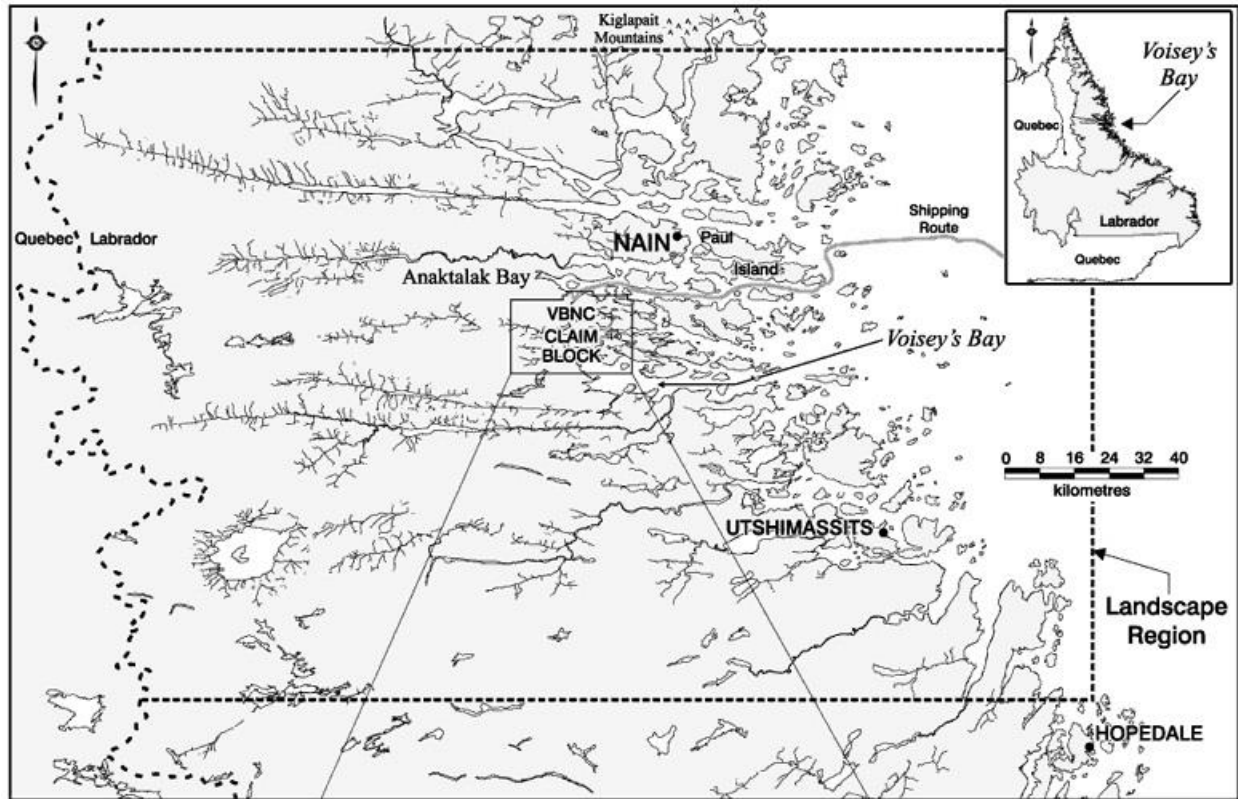 Kiglapait
Mountains
Voisey's
Bay
Quebec
Labrador
Quebec
Shipping
Route
NAIN
Paul
Island
Quebec
Labrador
Anaktalak Bay
VBNC
CLAIM
BLOCK
Voisey's Bay
0 8 16 24 32 40
kilometres
UTSHIMASSITS
Landscape
Region
HOPEDALE